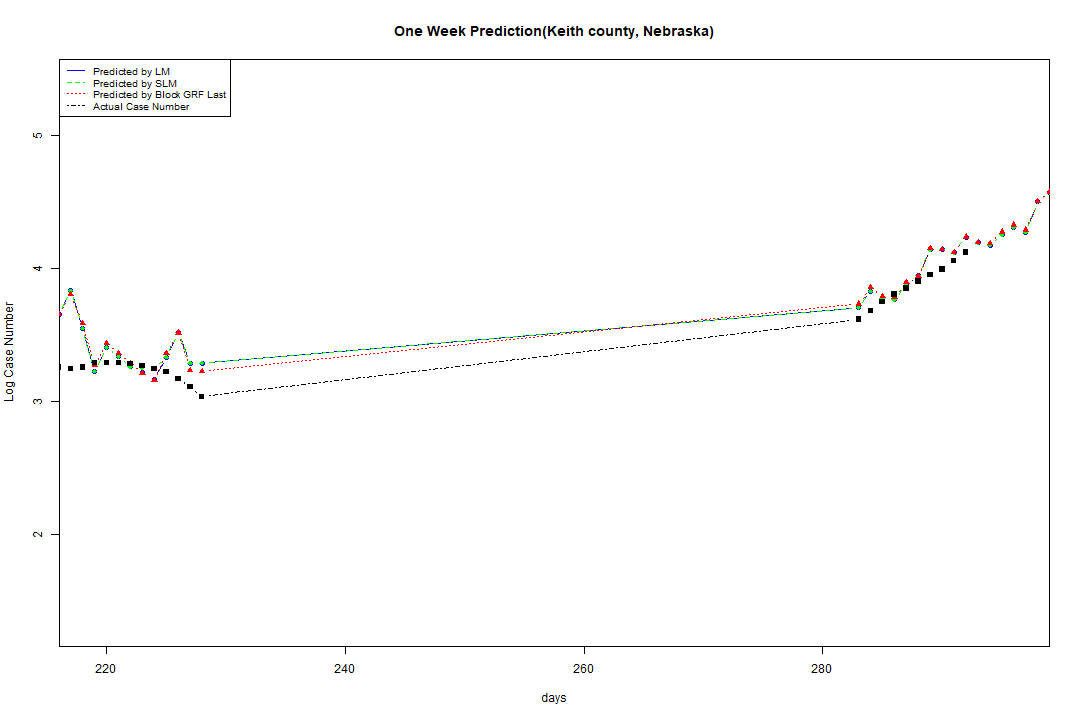 One Week Prediction(Keith county, Nebraska)
Predicted by LM
Predicted by SLM
Predicted by Block GRF Last
Actual Case Number
5
4
3
2
Log Case Number
220 240 260 280
days